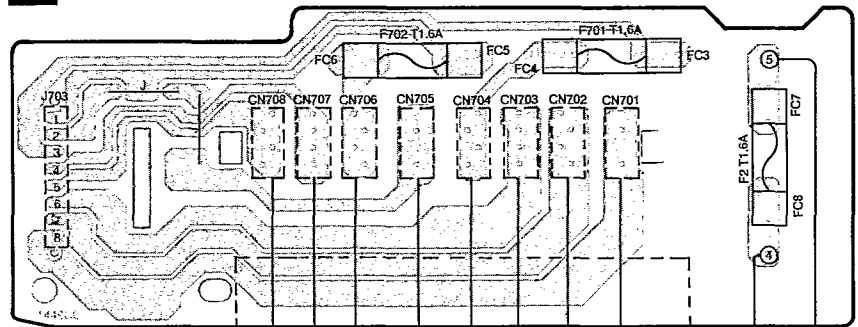 F702 T1.6A
F701 T1.6A
FC6
FC5
FC4
FC3
5
J703
J
CN708
CN707
CN706
CN705
CN704
CN703
CN702
CN701
FC7
F2 T1.6A
FC8
1
2
3
4
5
6
7
8
4